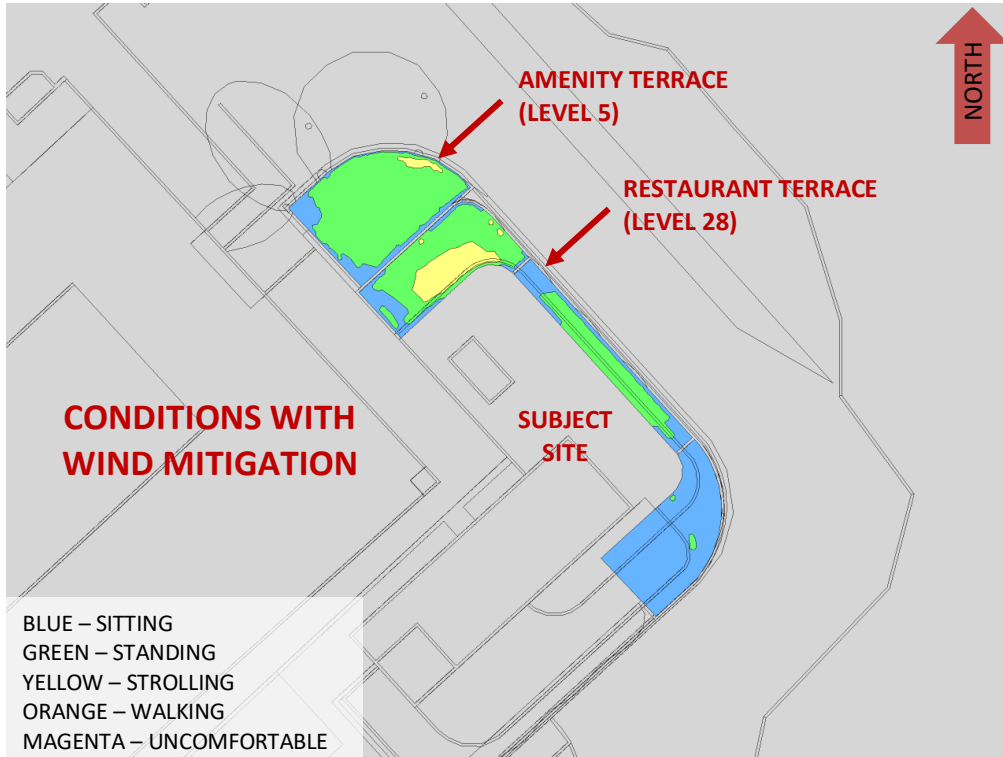 NORTH
AMENITY TERRACE
(LEVEL 5)
RESTAURANT TERRACE
(LEVEL 28)
CONDITIONS WITH
WIND MITIGATION
SUBJECT
SITE
BLUE – SITTING
GREEN – STANDING
YELLOW – STROLLING
ORANGE – WALKING
MAGENTA – UNCOMFORTABLE